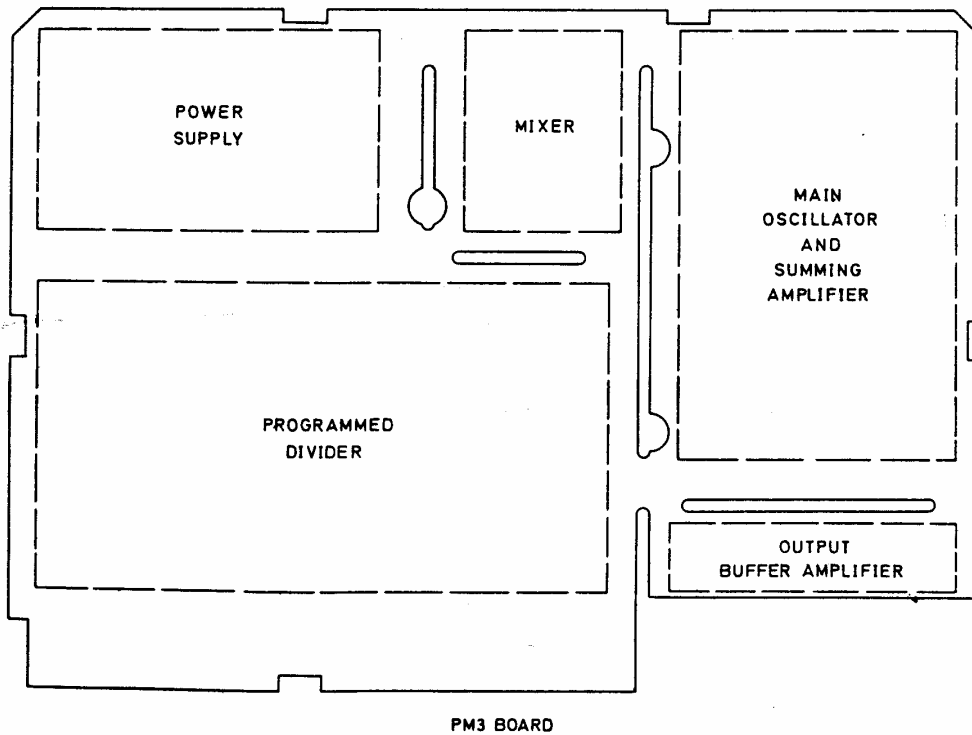 POWER
SUPPLY
MIXER
MAIN
OSCILLATOR
AND
SUMMING
AMPLIFIER
PROGRAMMED
DIVIDER
OUTPUT
BUFFER AMPLIFIER
PM3 BOARD